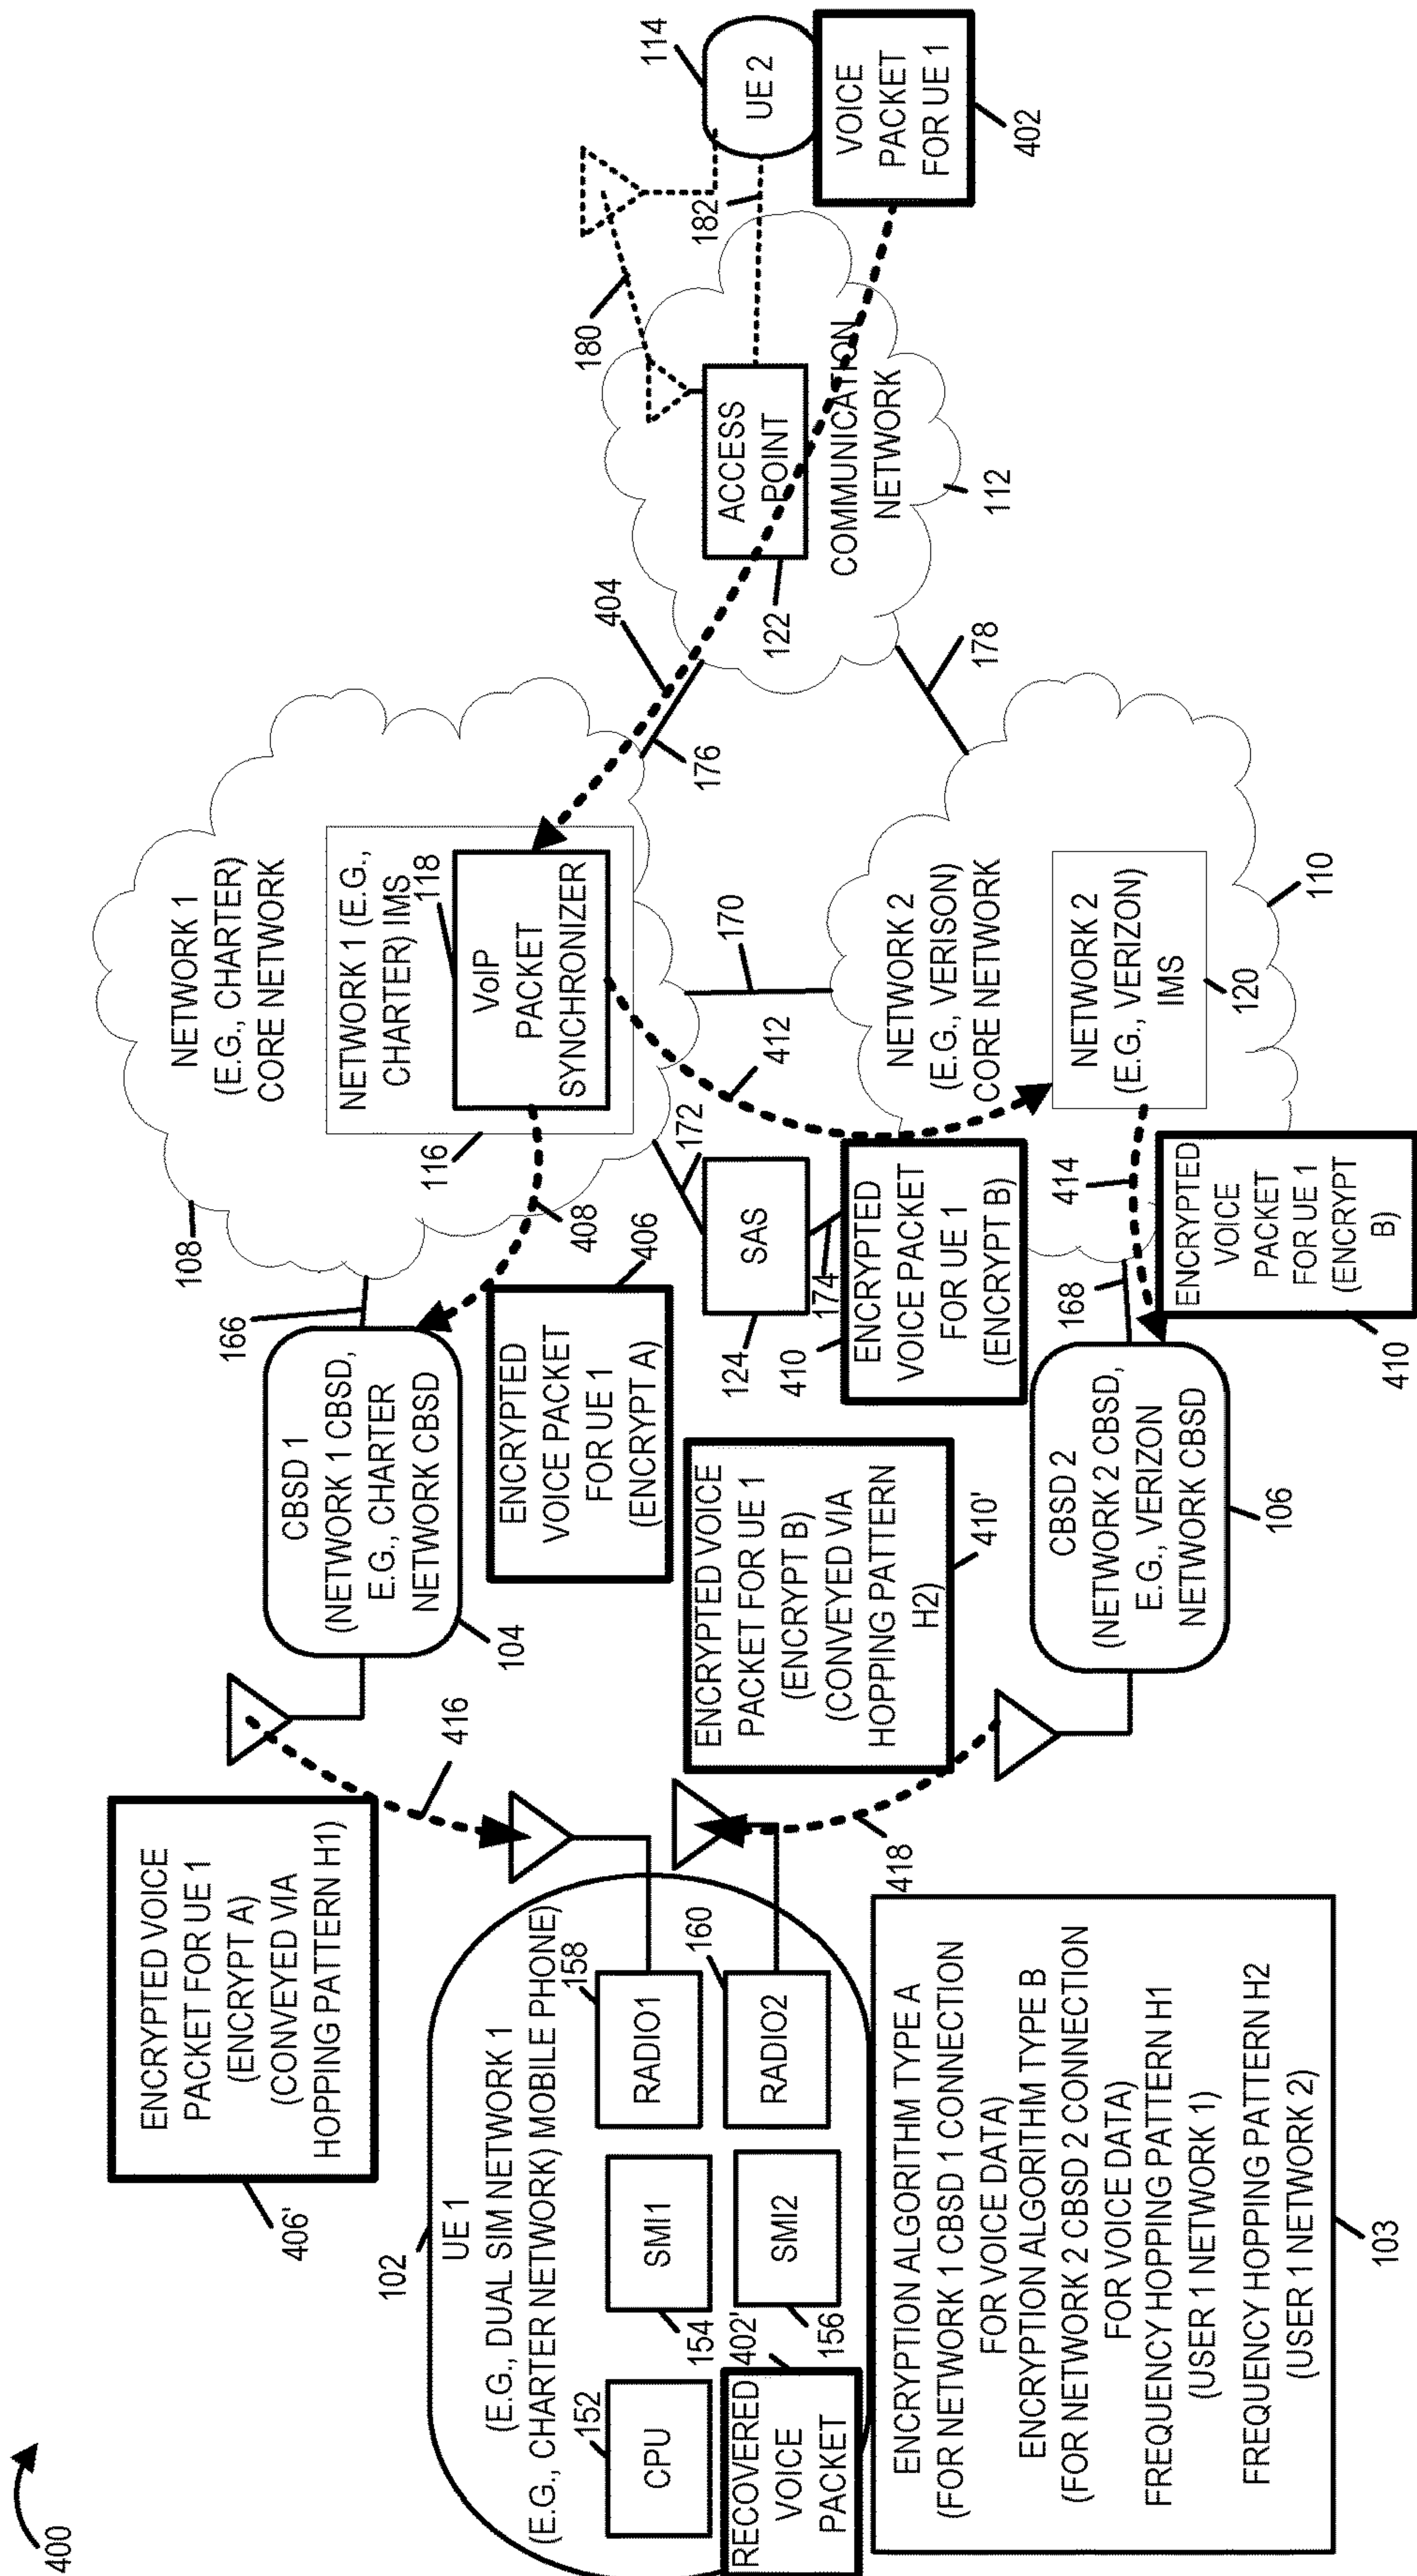 400
ENCRYPTED VOICE
PACKET FOR UE 1
(ENCRYPT A)
(CONVEYED VIA
HOPPING PATTERN H1)
406'
416
102
UE 1
(E.G., DUAL SIM NETWORK 1
(E.G., CHARTER NETWORK) MOBILE PHONE)
152
CPU
154
SMI1
158
RADIO1
RECOVERED
VOICE
PACKET
402'
156
SMI2
160
RADIO2
418
ENCRYPTION ALGORITHM TYPE A
(FOR NETWORK 1 CBSD 1 CONNECTION
FOR VOICE DATA)
ENCRYPTION ALGORITHM TYPE B
(FOR NETWORK 2 CBSD 2 CONNECTION
FOR VOICE DATA)
FREQUENCY HOPPING PATTERN H1
(USER 1 NETWORK 1)
FREQUENCY HOPPING PATTERN H2
(USER 1 NETWORK 2)
103
166
CBSD 1
(NETWORK 1 CBSD,
E.G., CHARTER
NETWORK CBSD
104
ENCRYPTED
VOICE PACKET
FOR UE 1
(ENCRYPT A)
406
408
ENCRYPTED VOICE
PACKET FOR UE 1
(ENCRYPT B)
(CONVEYED VIA
HOPPING PATTERN
H2)
410'
SAS
124
172
174
410
ENCRYPTED
VOICE PACKET
FOR UE 1
(ENCRYPT B)
CBSD 2
(NETWORK 2 CBSD,
E.G., VERIZON
NETWORK CBSD
106
168
414
ENCRYPTED
VOICE
PACKET
FOR UE 1
(ENCRYPT
B)
410
108
NETWORK 1
(E.G., CHARTER)
CORE NETWORK
NETWORK 1 (E.G.,
CHARTER) IMS
118
VoIP
PACKET
SYNCHRONIZER
116
170
412
NETWORK 2
(E.G., VERISON)
CORE NETWORK
NETWORK 2
(E.G., VERIZON)
IMS
120
110
404
176
178
180
182
ACCESS
POINT
122
COMMUNICATION
NETWORK
112
114
UE 2
VOICE
PACKET
FOR UE 1
402